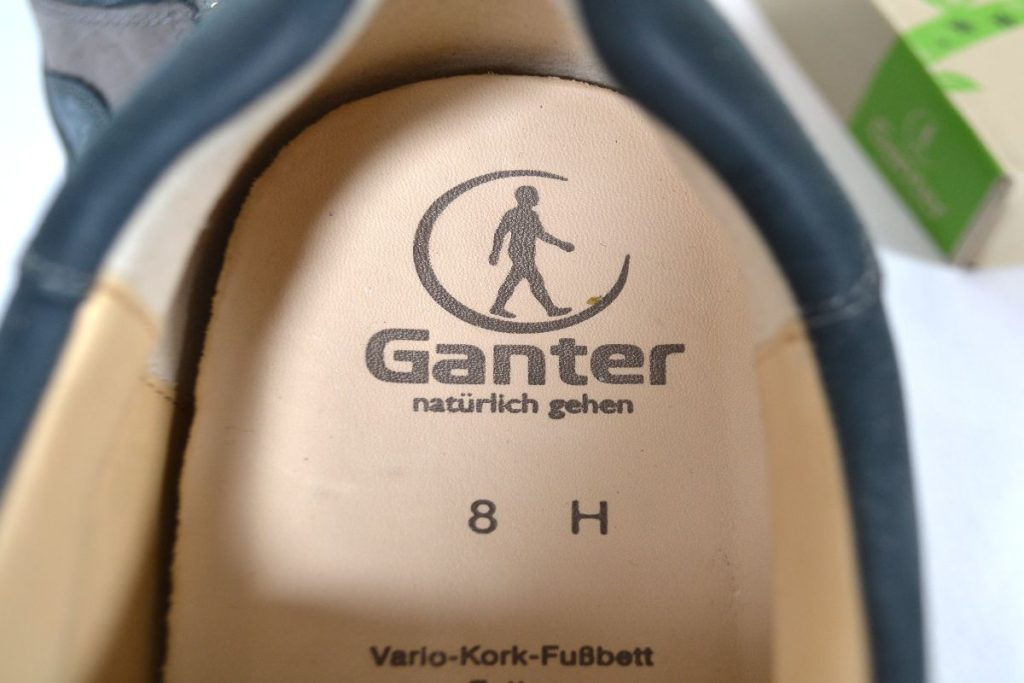 Ganter
natürlich gehen
8 H
Vario-Kork-Fußbett